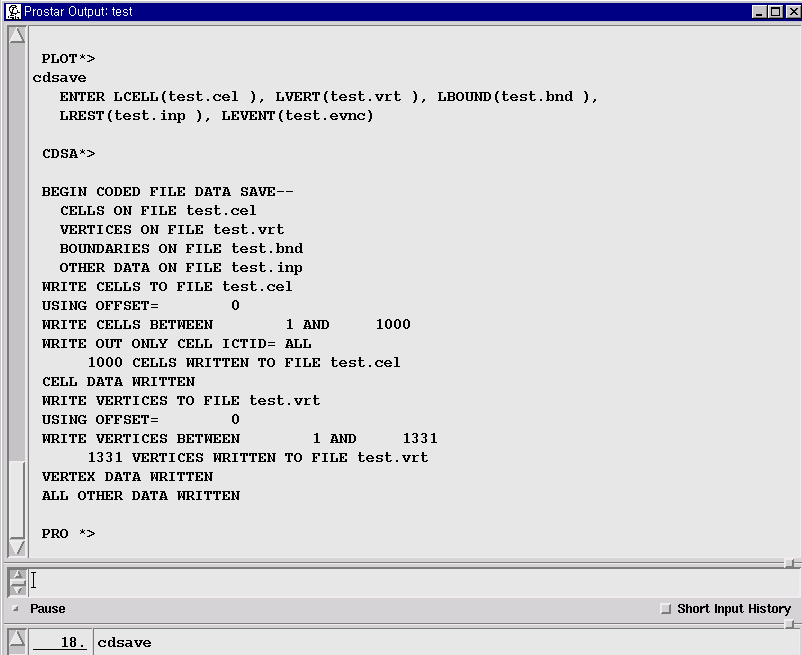 Prostar Output: test
PLOT*>
cdsave
ENTER LCELL(test.cel ), LVERT(test.vrt ), LBOUND(test.bnd ),
LREST(test.inp ), LEVENT(test.evnc)
CDSA*>
BEGIN CODED FILE DATA SAVE--
CELLS ON FILE test.cel
VERTICES ON FILE test.vrt
BOUNDARIES ON FILE test.bnd
OTHER DATA ON FILE test.inp
WRITE CELLS TO FILE test.cel
USING OFFSET= 0
WRITE CELLS BETWEEN 1 AND 1000
WRITE OUT ONLY CELL ICTID= ALL
1000 CELLS WRITTEN TO FILE test.cel
CELL DATA WRITTEN
WRITE VERTICES TO FILE test.vrt
USING OFFSET= 0
WRITE VERTICES BETWEEN 1 AND 1331
1331 VERTICES WRITTEN TO FILE test.vrt
VERTEX DATA WRITTEN
ALL OTHER DATA WRITTEN
PRO *>
Pause
Short Input History
18. cdsave